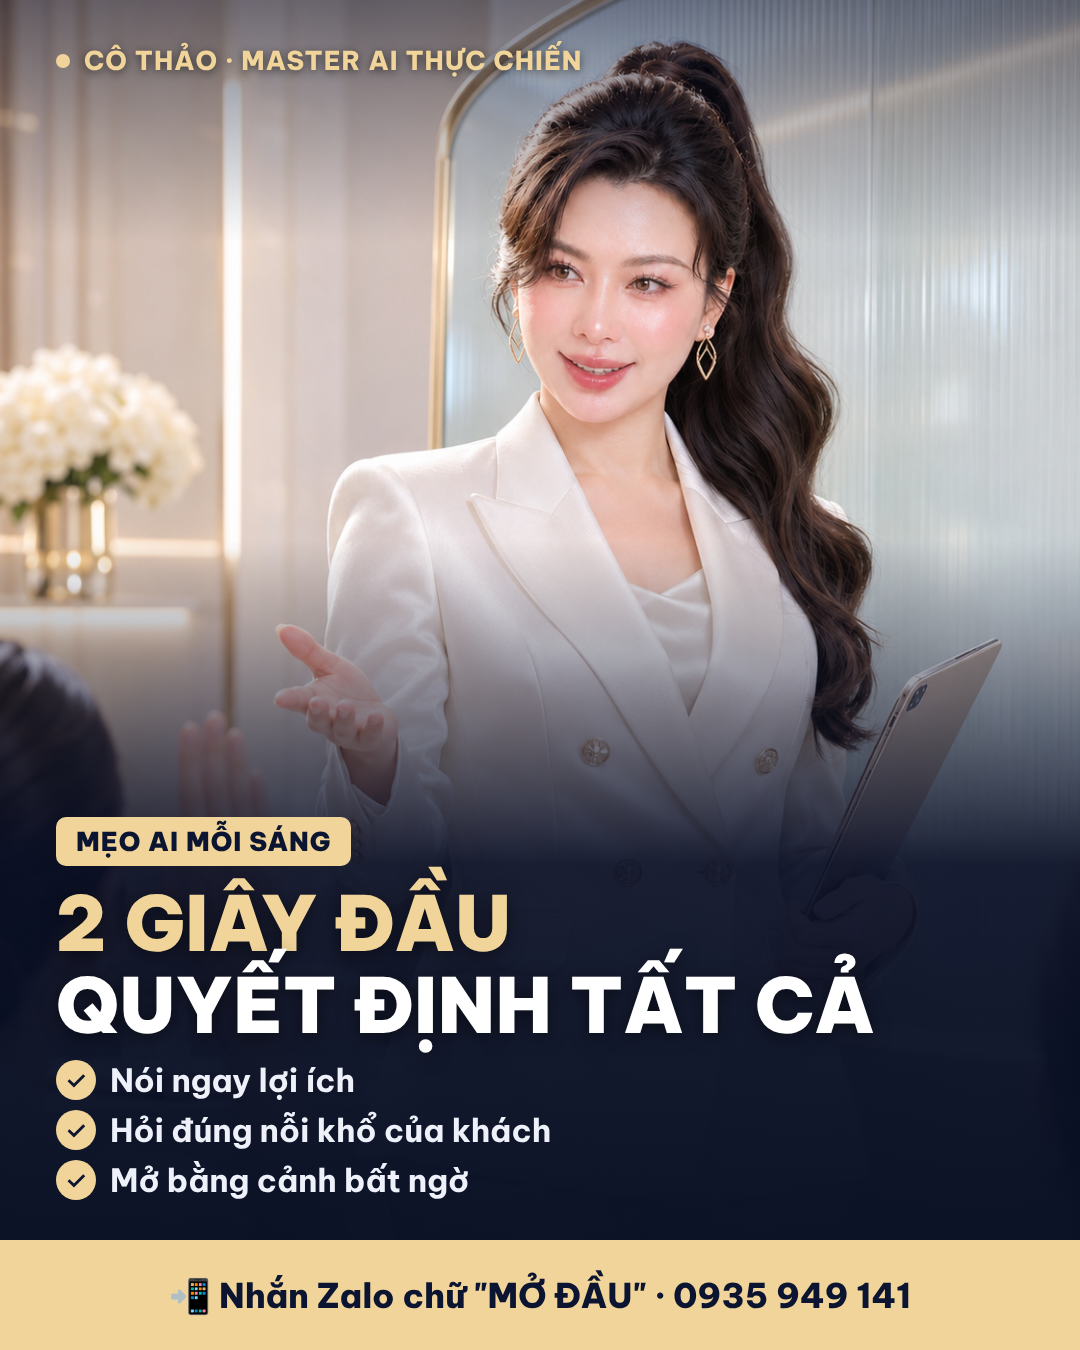 CÔ THẢO · MASTER AI THỰC CHIẾN
MẸO AI MỖI SÁNG
2 GIÂY ĐẦU
QUYẾT ĐỊNH TẤT CẢ
Nói ngay lợi ích
Hỏi đúng nỗi khổ của khách
Mở bằng cảnh bất ngờ
📲 Nhắn Zalo chữ "MỞ ĐẦU" · 0935 949 141